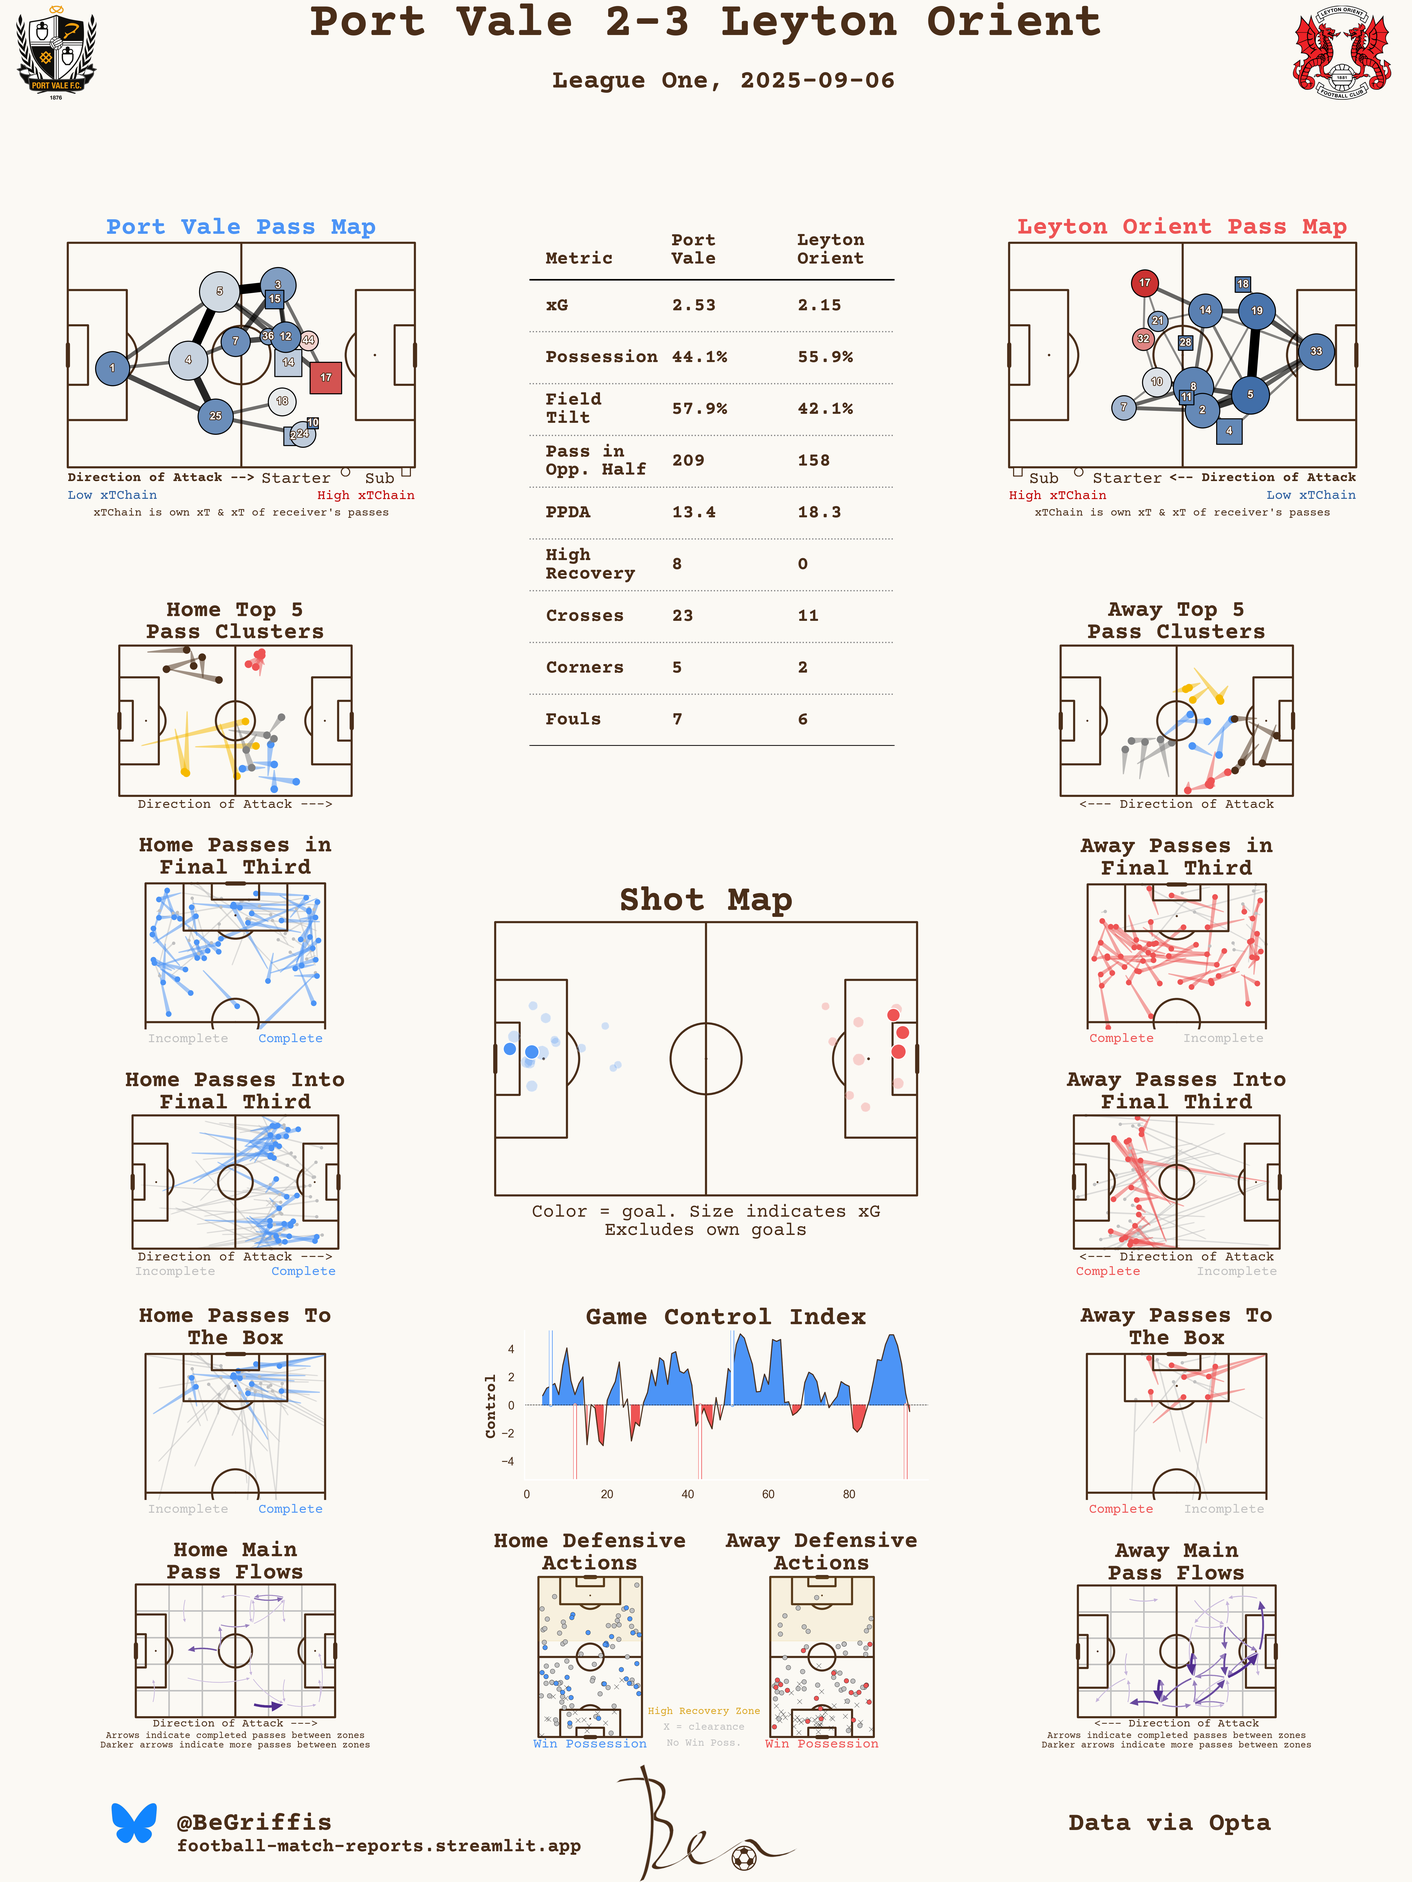 Port Vale 2-3 Leyton Orient
League One, 2025-09-06
PORT VALE F.C.
1876
LEYTON ORIENT
1881
FOOTBALL CLUB
Port Vale Pass Map
5
3
15
36
12
44
7
4
14
1
17
18
25
10
24
Direction of Attack --> Starter Sub
Low xTChain High xTChain
xTChain is own xT & xT of receiver's passes
Metric Port Vale Leyton Orient
xG 2.53 2.15
Possession 44.1% 55.9%
Field Tilt 57.9% 42.1%
Pass in Opp. Half 209 158
PPDA 13.4 18.3
High Recovery 8 0
Crosses 23 11
Corners 5 2
Fouls 7 6
Leyton Orient Pass Map
17
18
14
19
21
32
28
33
10
8
5
11
7
2
4
Sub Starter <-- Direction of Attack
High xTChain Low xTChain
xTChain is own xT & xT of receiver's passes
Home Top 5
Pass Clusters
Direction of Attack --->
Away Top 5
Pass Clusters
<--- Direction of Attack
Home Passes in
Final Third
Incomplete Complete
Away Passes in
Final Third
Complete Incomplete
Shot Map
Color = goal. Size indicates xG
Excludes own goals
Home Passes Into
Final Third
Direction of Attack --->
Incomplete Complete
Away Passes Into
Final Third
<--- Direction of Attack
Complete Incomplete
Home Passes To
The Box
Incomplete Complete
Game Control Index
Control
4
2
0
−2
−4
0 20 40 60 80
Away Passes To
The Box
Complete Incomplete
Home Main
Pass Flows
Direction of Attack --->
Arrows indicate completed passes between zones
Darker arrows indicate more passes between zones
Home Defensive
Actions
Win Possession
High Recovery Zone
X = clearance
No Win Poss.
Away Defensive
Actions
Win Possession
Away Main
Pass Flows
<--- Direction of Attack
Arrows indicate completed passes between zones
Darker arrows indicate more passes between zones
@BeGriffis
football-match-reports.streamlit.app
Ben
Data via Opta